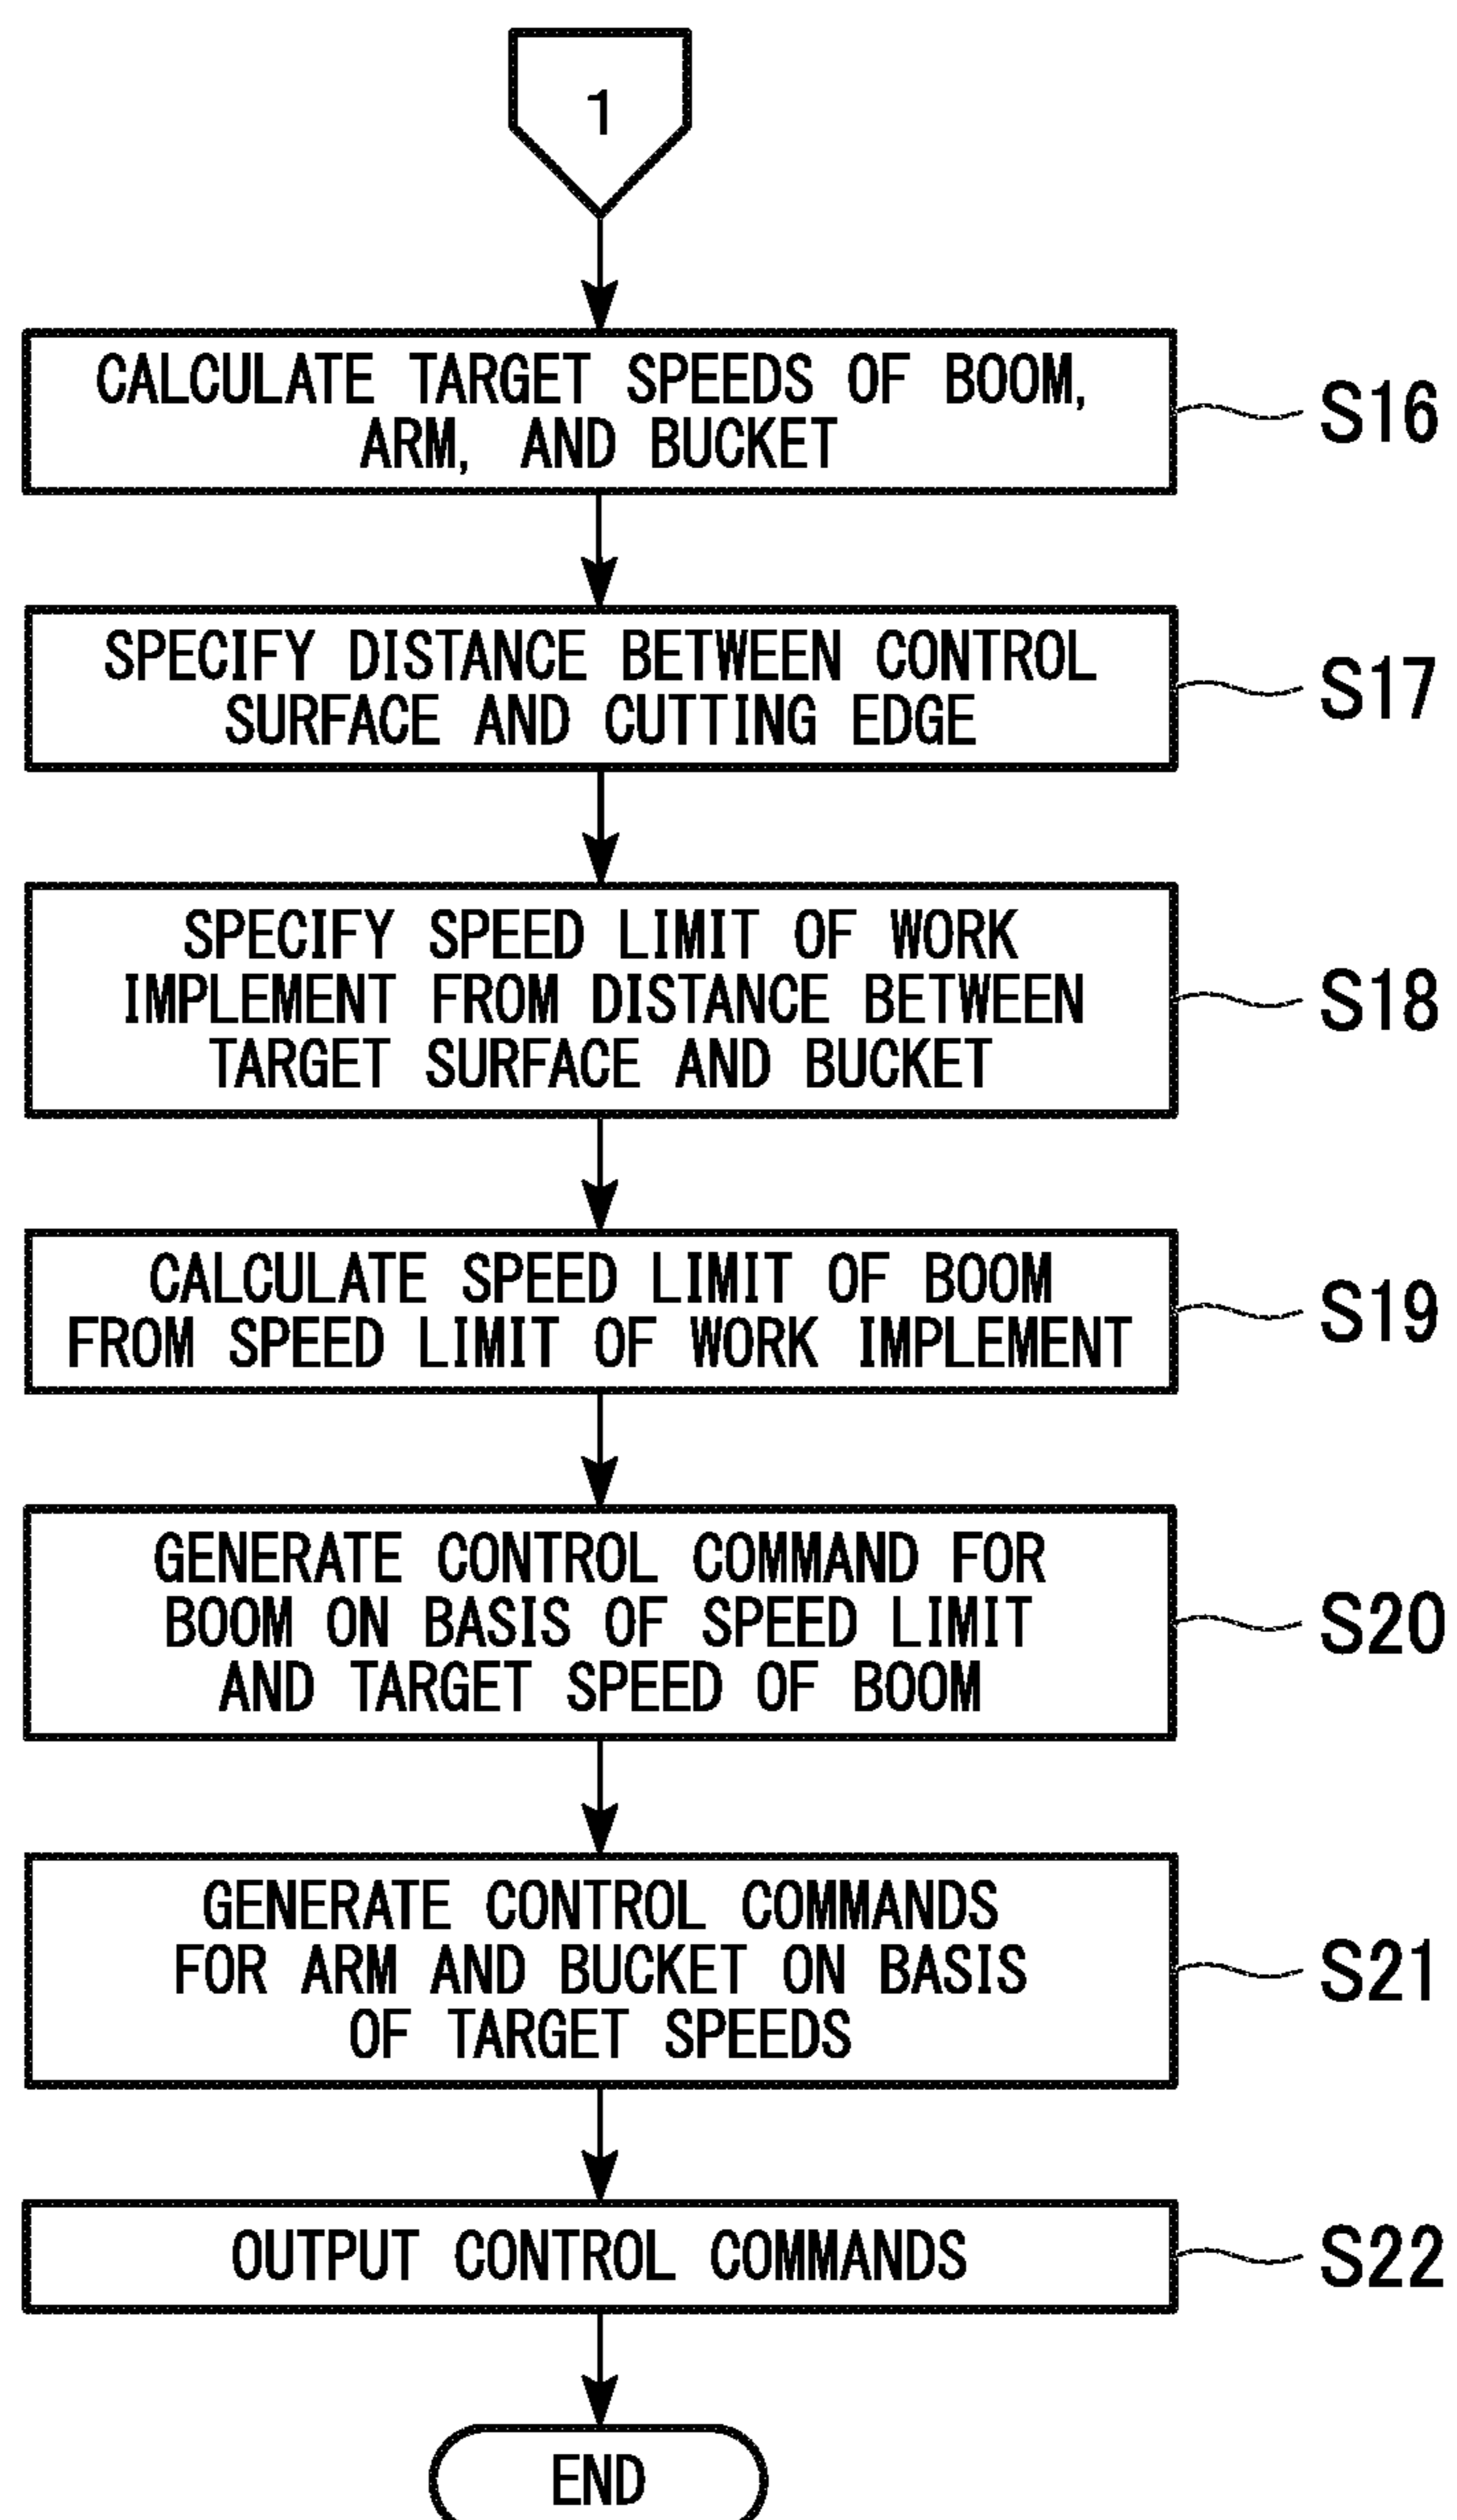 1
CALCULATE TARGET SPEEDS OF BOOM,
ARM, AND BUCKET
S16
SPECIFY DISTANCE BETWEEN CONTROL
SURFACE AND CUTTING EDGE
S17
SPECIFY SPEED LIMIT OF WORK
IMPLEMENT FROM DISTANCE BETWEEN
TARGET SURFACE AND BUCKET
S18
CALCULATE SPEED LIMIT OF BOOM
FROM SPEED LIMIT OF WORK IMPLEMENT
S19
GENERATE CONTROL COMMAND FOR
BOOM ON BASIS OF SPEED LIMIT
AND TARGET SPEED OF BOOM
S20
GENERATE CONTROL COMMANDS
FOR ARM AND BUCKET ON BASIS
OF TARGET SPEEDS
S21
OUTPUT CONTROL COMMANDS
S22
END